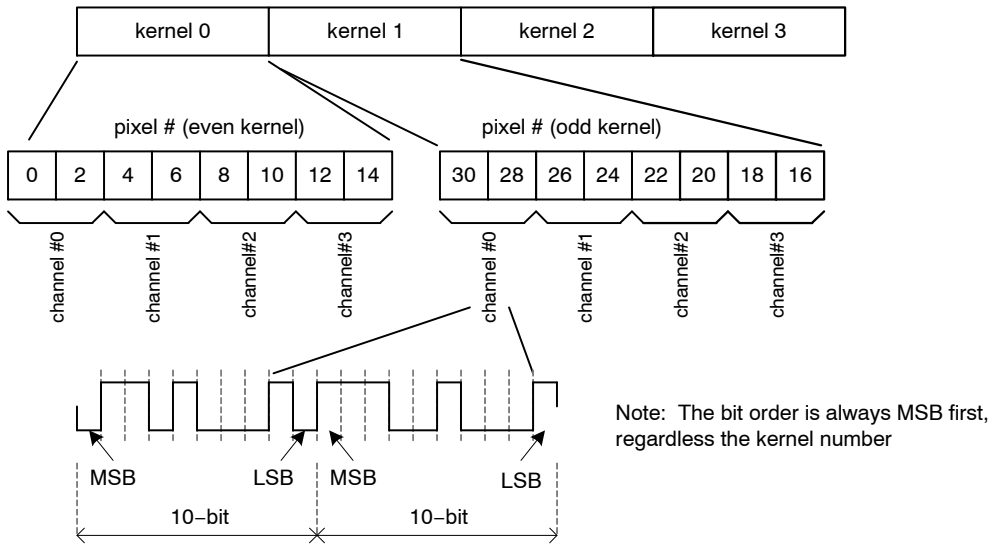 kernel 0 kernel 1 kernel 2 kernel 3
pixel # (even kernel) pixel # (odd kernel)
0 2 4 6 8 10 12 14 30 28 26 24 22 20 18 16
channel #0 channel #1 channel#2 channel#3 channel #0 channel #1 channel#2 channel#3
Note: The bit order is always MSB first,
regardless the kernel number
MSB LSB MSB LSB
10−bit 10−bit